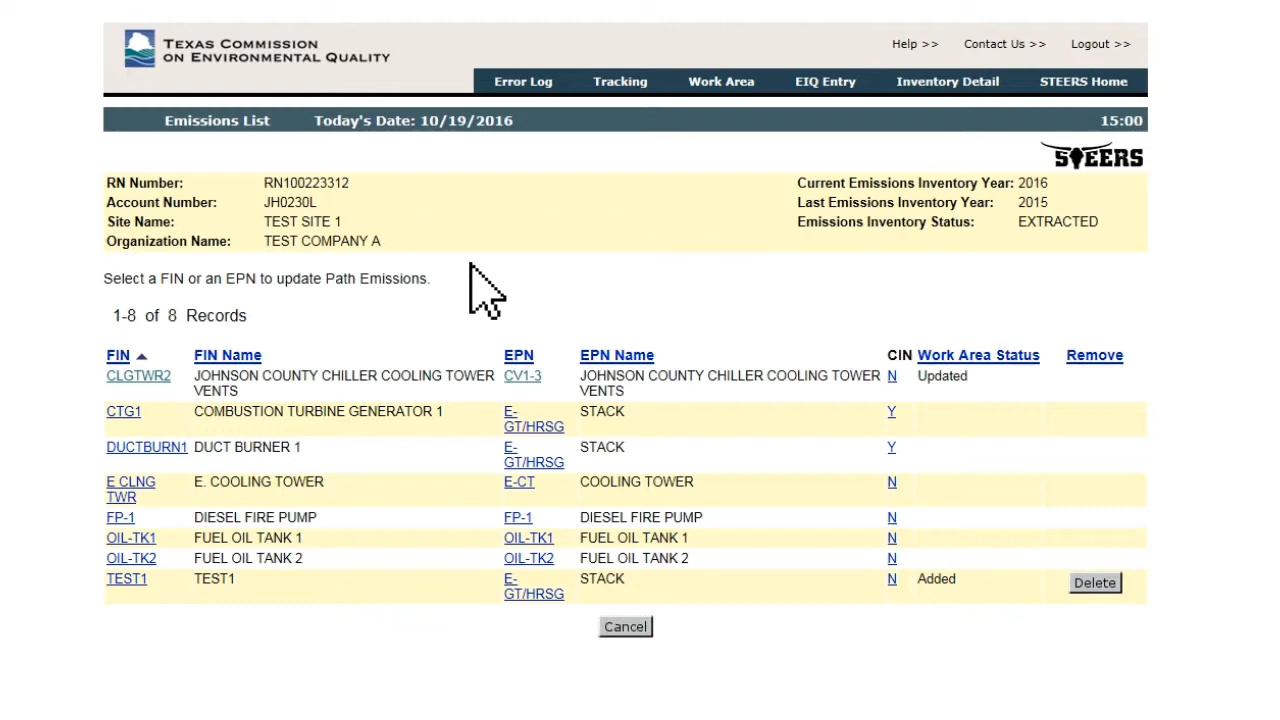 TEXAS COMMISSION
ON ENVIRONMENTAL QUALITY
Help >> Contact Us >> Logout >>
Error Log Tracking Work Area EIQ Entry Inventory Detail STEERS Home
Emissions List Today's Date: 10/19/2016 15:00
STEERS
RN Number: RN100223312 Current Emissions Inventory Year: 2016
Account Number: JH0230L Last Emissions Inventory Year: 2015
Site Name: TEST SITE 1 Emissions Inventory Status: EXTRACTED
Organization Name: TEST COMPANY A
Select a FIN or an EPN to update Path Emissions.
1-8 of 8 Records
FIN FIN Name EPN EPN Name CIN Work Area Status Remove
CLGTWR2 JOHNSON COUNTY CHILLER COOLING TOWER CV1-3 JOHNSON COUNTY CHILLER COOLING TOWER N Updated
VENTS VENTS
CTG1 COMBUSTION TURBINE GENERATOR 1 E- STACK Y
GT/HRSG
DUCTBURN1 DUCT BURNER 1 E- STACK Y
GT/HRSG
E CLNG E. COOLING TOWER E-CT COOLING TOWER N
TWR
FP-1 DIESEL FIRE PUMP FP-1 DIESEL FIRE PUMP N
OIL-TK1 FUEL OIL TANK 1 OIL-TK1 FUEL OIL TANK 1 N
OIL-TK2 FUEL OIL TANK 2 OIL-TK2 FUEL OIL TANK 2 N
TEST1 TEST1 E- STACK N Added Delete
GT/HRSG
Cancel